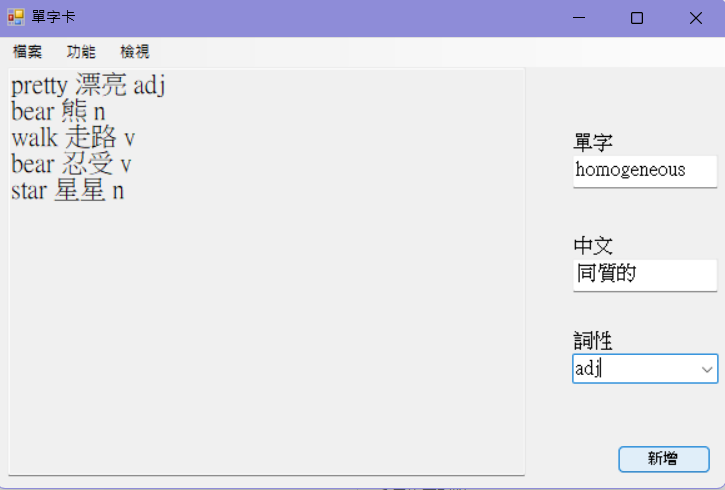 單字卡
檔案 功能 檢視
pretty 漂亮 adj
bear 熊 n
walk 走路 v
bear 忍受 v
star 星星 n
單字
homogeneous
中文
同質的
詞性
adj
新增